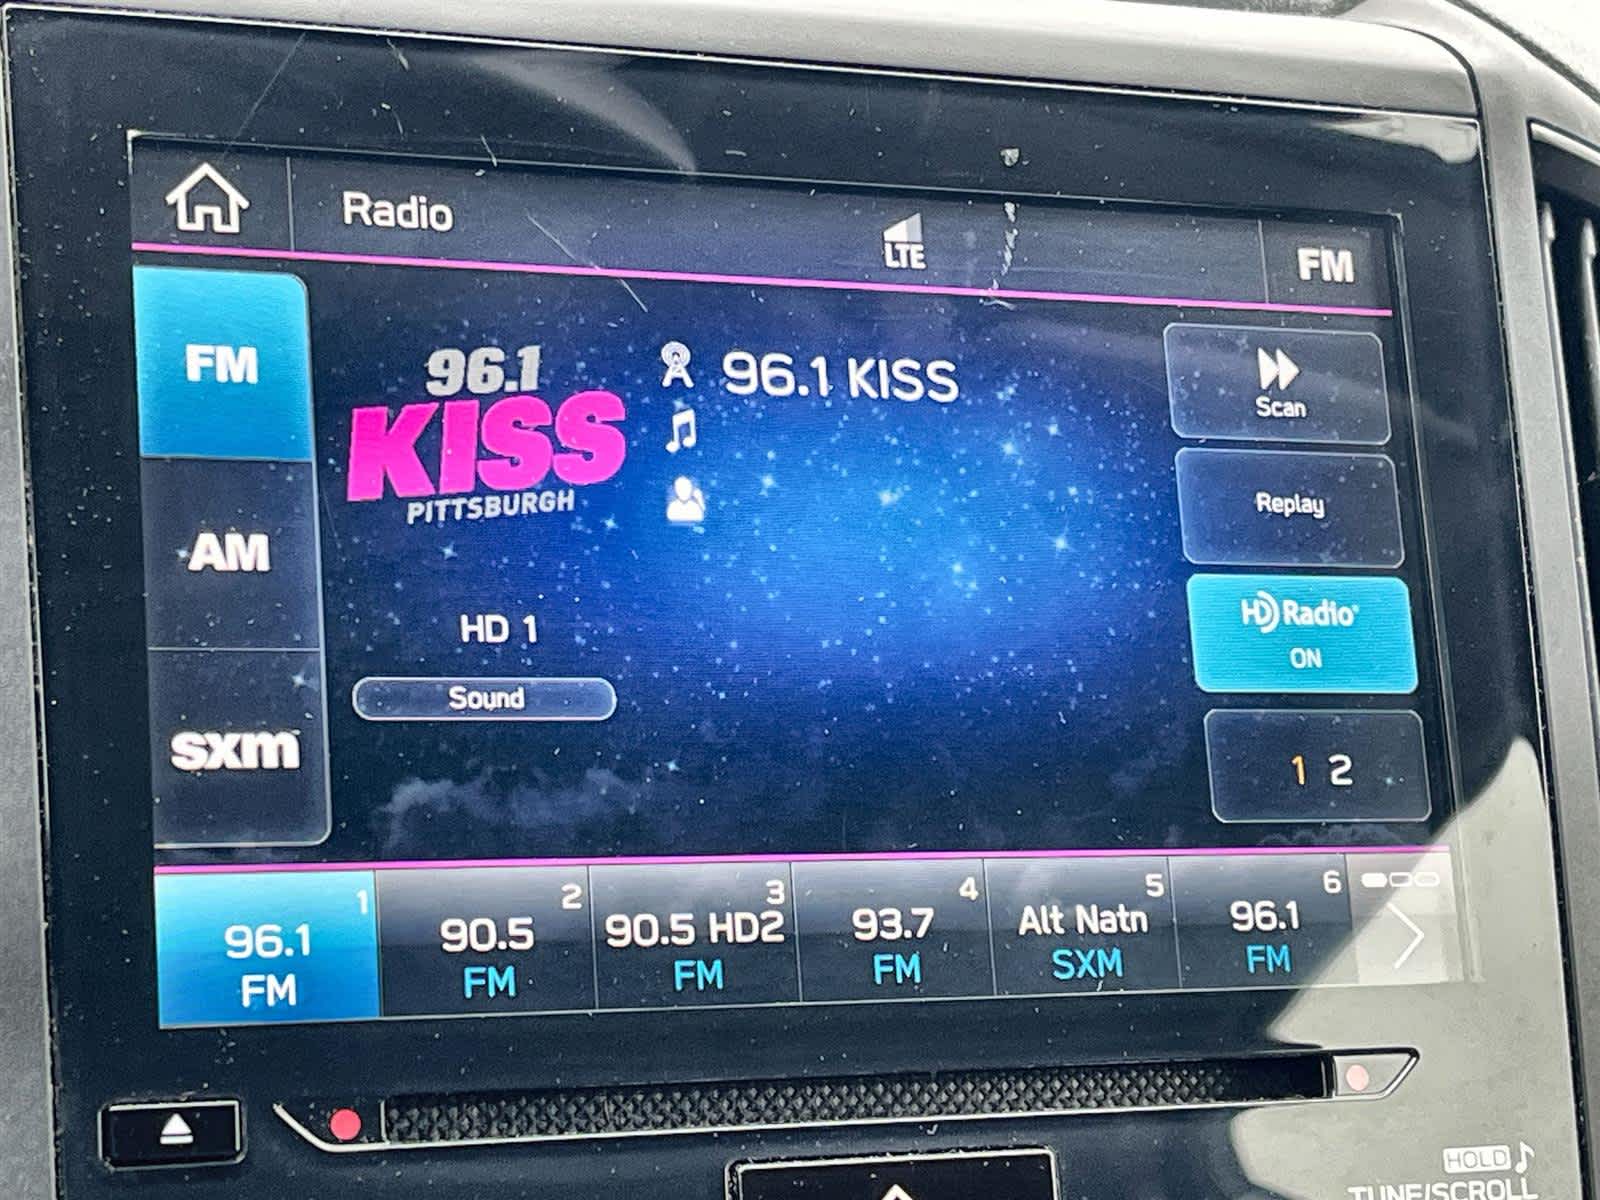 Radio
LTE
FM
FM
AM
sxm
96.1
KISS
PITTSBURGH
96.1 KISS
HD 1
Sound
Scan
Replay
HD Radio®
ON
1 2
1
96.1
FM
2
90.5
FM
3
90.5 HD2
FM
4
93.7
FM
5
Alt Natn
SXM
6
96.1
FM
HOLD
TUNE/SCROLL